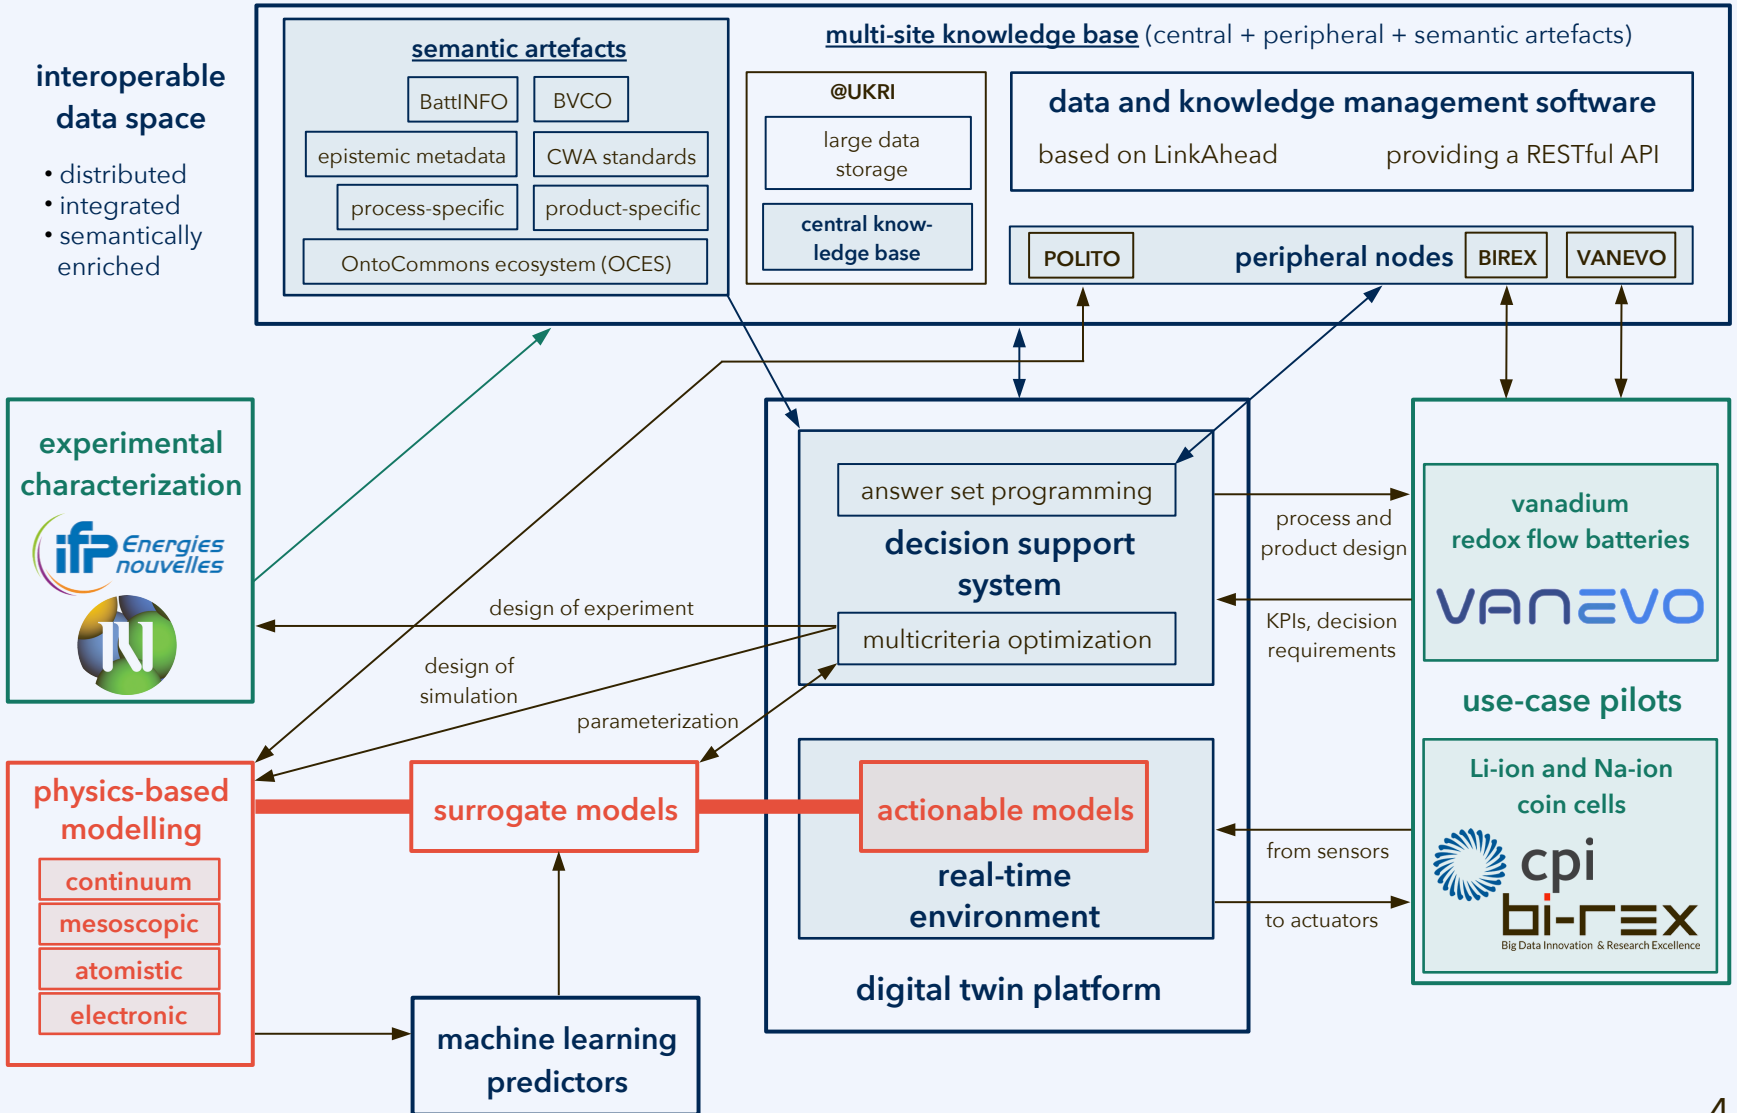 interoperable
data space
• distributed
• integrated
• semantically
enriched
semantic artefacts
BattINFO
BVCO
epistemic metadata
CWA standards
process-specific
product-specific
OntoCommons ecosystem (OCES)
multi-site knowledge base (central + peripheral + semantic artefacts)
@UKRI
large data
storage
central know-
ledge base
data and knowledge management software
based on LinkAhead
providing a RESTful API
POLITO
peripheral nodes
BIREX
VANEVO
experimental
characterization
ifp Energies
nouvelles
N
design of experiment
design of
simulation
parameterization
answer set programming
decision support
system
multicriteria optimization
process and
product design
KPIs, decision
requirements
vanadium
redox flow batteries
VANEVO
use-case pilots
Li-ion and Na-ion
coin cells
cpi
bi-rex
Big Data Innovation & Research Excellence
physics-based
modelling
continuum
mesoscopic
atomistic
electronic
surrogate models
actionable models
real-time
environment
from sensors
to actuators
digital twin platform
machine learning
predictors
4